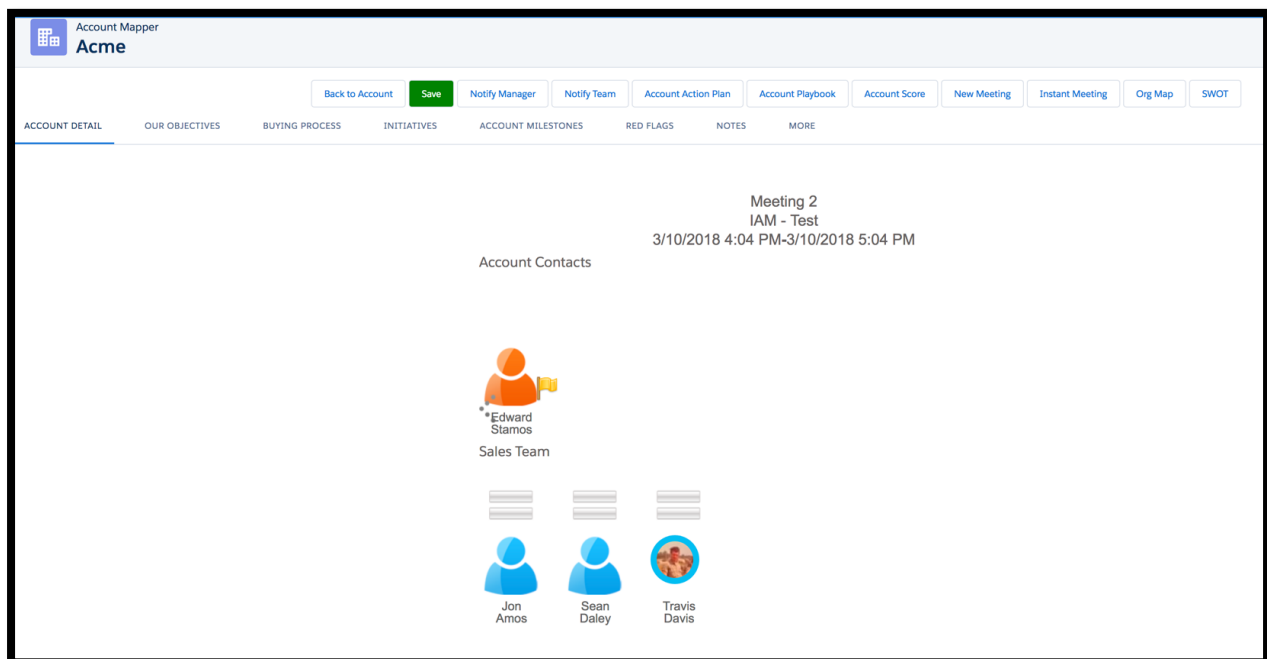 Account Mapper
Acme
Back to Account Save Notify Manager Notify Team Account Action Plan Account Playbook Account Score New Meeting Instant Meeting Org Map SWOT
ACCOUNT DETAIL OUR OBJECTIVES BUYING PROCESS INITIATIVES ACCOUNT MILESTONES RED FLAGS NOTES MORE
Meeting 2
IAM - Test
3/10/2018 4:04 PM-3/10/2018 5:04 PM
Account Contacts
Edward
Stamos
Sales Team
Jon Sean Travis
Amos Daley Davis